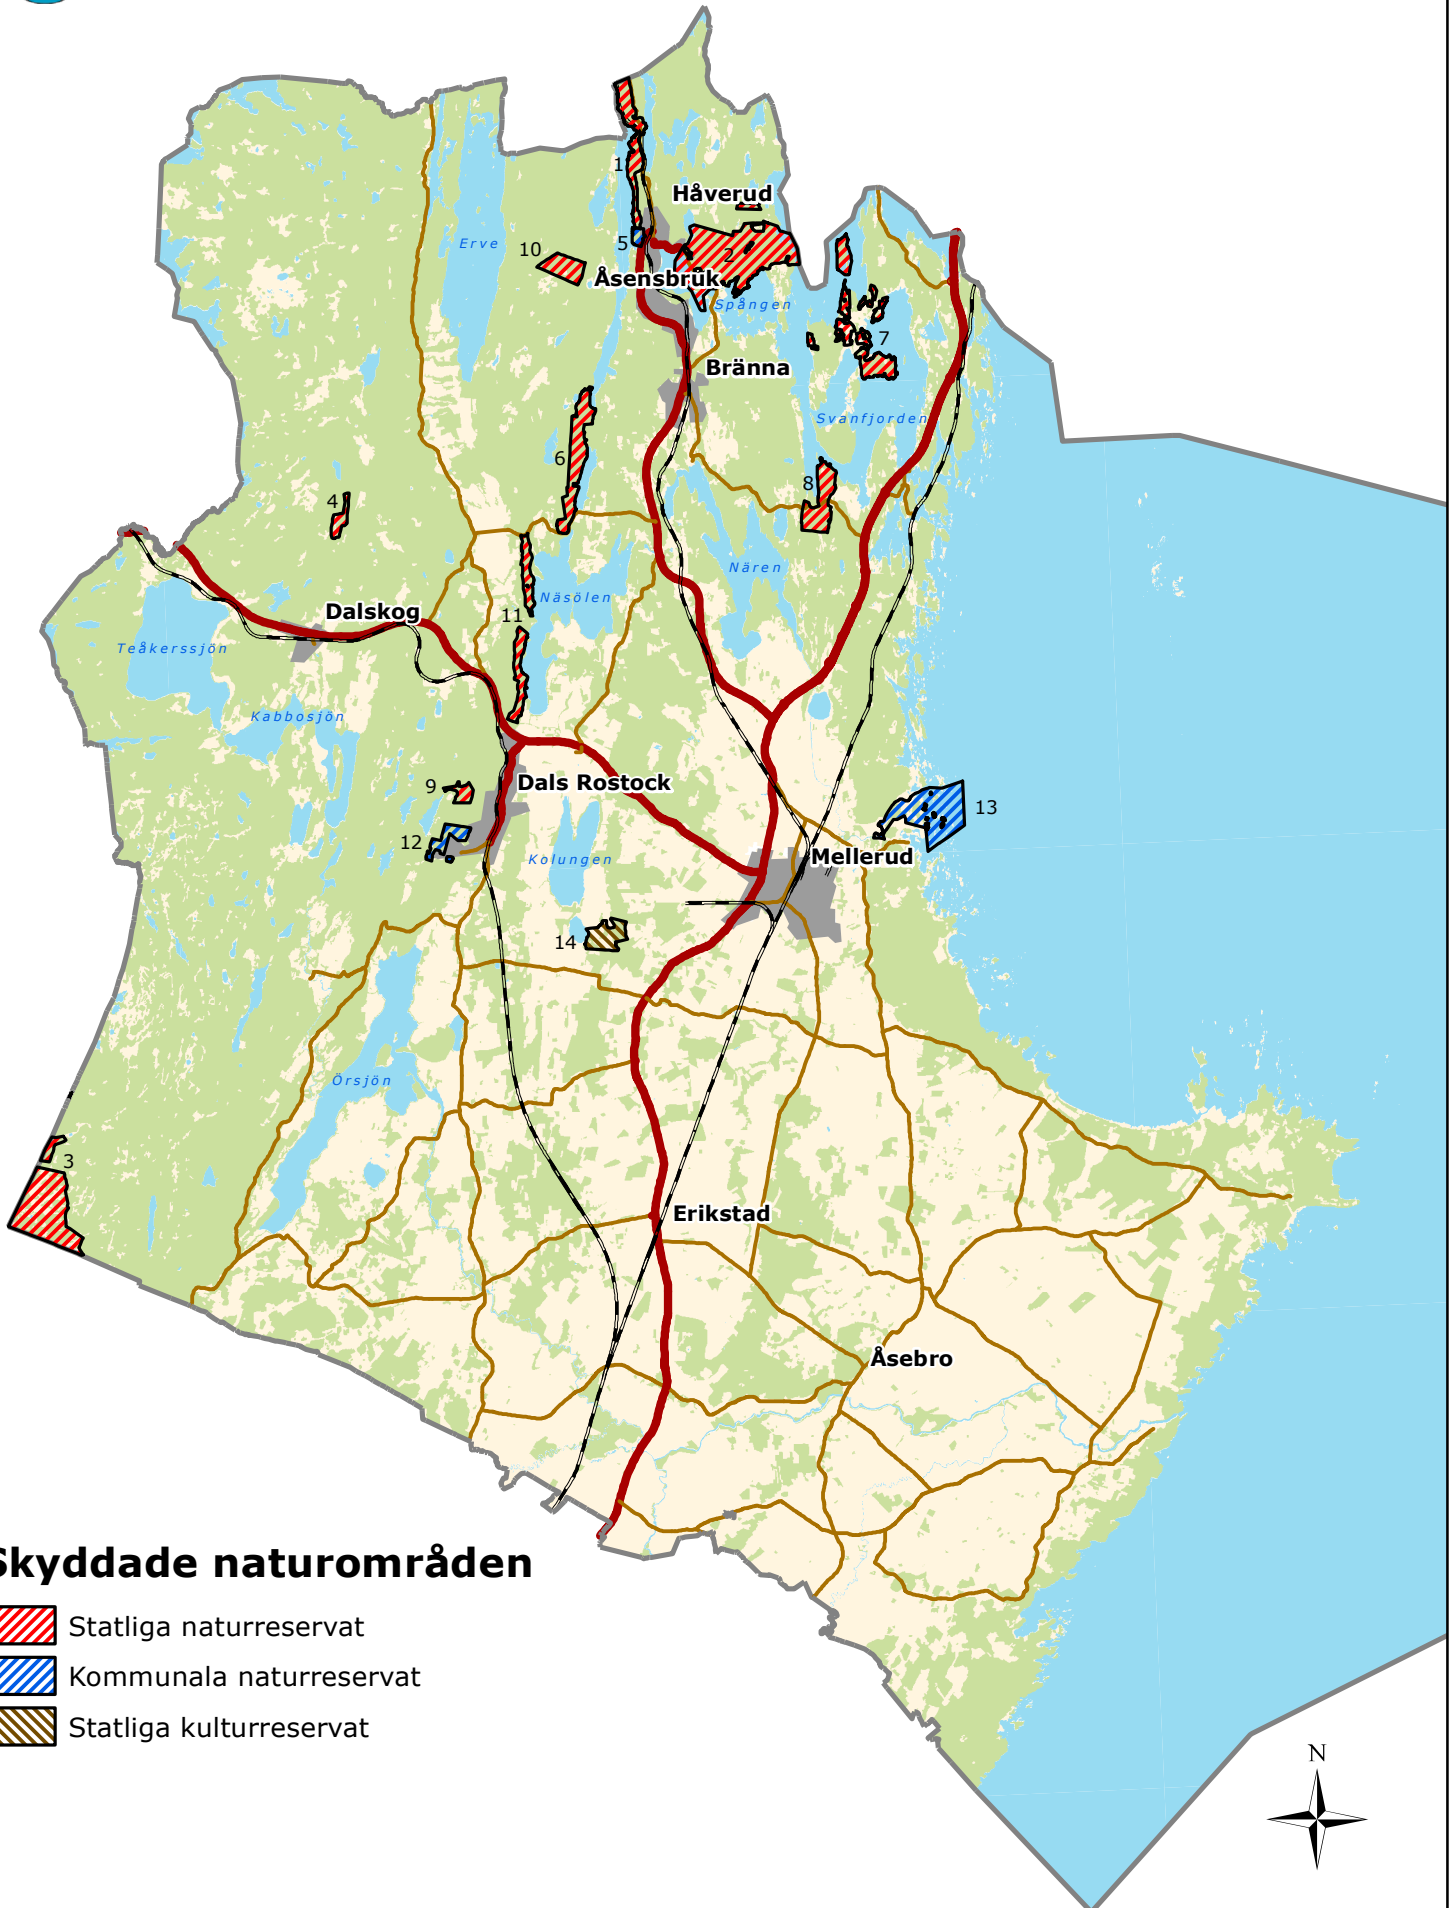 1
Håverud
5
Erve
10
2
Åsensbruk
Spången
7
Bränna
Svanfjorden
6
8
4
Nären
Näsölen
Dalskog
11
Teåkerssjön
Kabbosjön
9
Dals Rostock
13
12
Kolungen
Mellerud
14
Örsjön
3
Erikstad
Åsebro
Skyddade naturområden
Statliga naturreservat
Kommunala naturreservat
Statliga kulturreservat
N